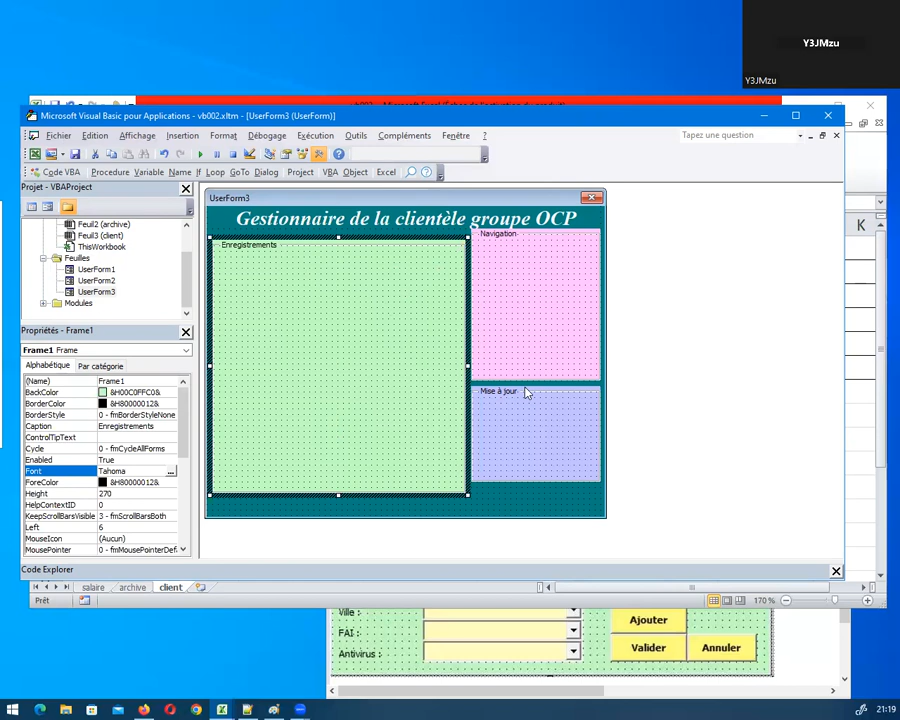 Y3JMzu
Y3JMzu
Microsoft Visual Basic pour Applications - vb002.xltm - [UserForm3 (UserForm)]
Fichier Edition Affichage Insertion Format Débogage Exécution Outils Compléments Fenêtre ?
Tapez une question
Code VBA Procedure Variable Name If Loop GoTo Dialog Project VBA Object Excel
Projet - VBAProject
Feuil2 (archive)
Feuil3 (client)
ThisWorkbook
Feuilles
UserForm1
UserForm2
UserForm3
Modules
Propriétés - Frame1
Frame1 Frame
Alphabétique Par catégorie
(Name) Frame1
BackColor &H00C0FFC0&
BorderColor &H80000012&
BorderStyle 0 - fmBorderStyleNone
Caption Enregistrements
ControlTipText
Cycle 0 - fmCycleAllForms
Enabled True
Font Tahoma ...
ForeColor &H80000012&
Height 270
HelpContextID 0
KeepScrollBarsVisible 3 - fmScrollBarsBoth
Left 6
MouseIcon (Aucun)
MousePointer 0 - fmMousePointerDefa
UserForm3
Gestionnaire de la clientèle groupe OCP
Enregistrements
Navigation
Mise à jour
K
Code Explorer
salaire archive client
Prêt
170 %
Ville :
FAI :
Antivirus :
Ajouter
Valider Annuler
21:19